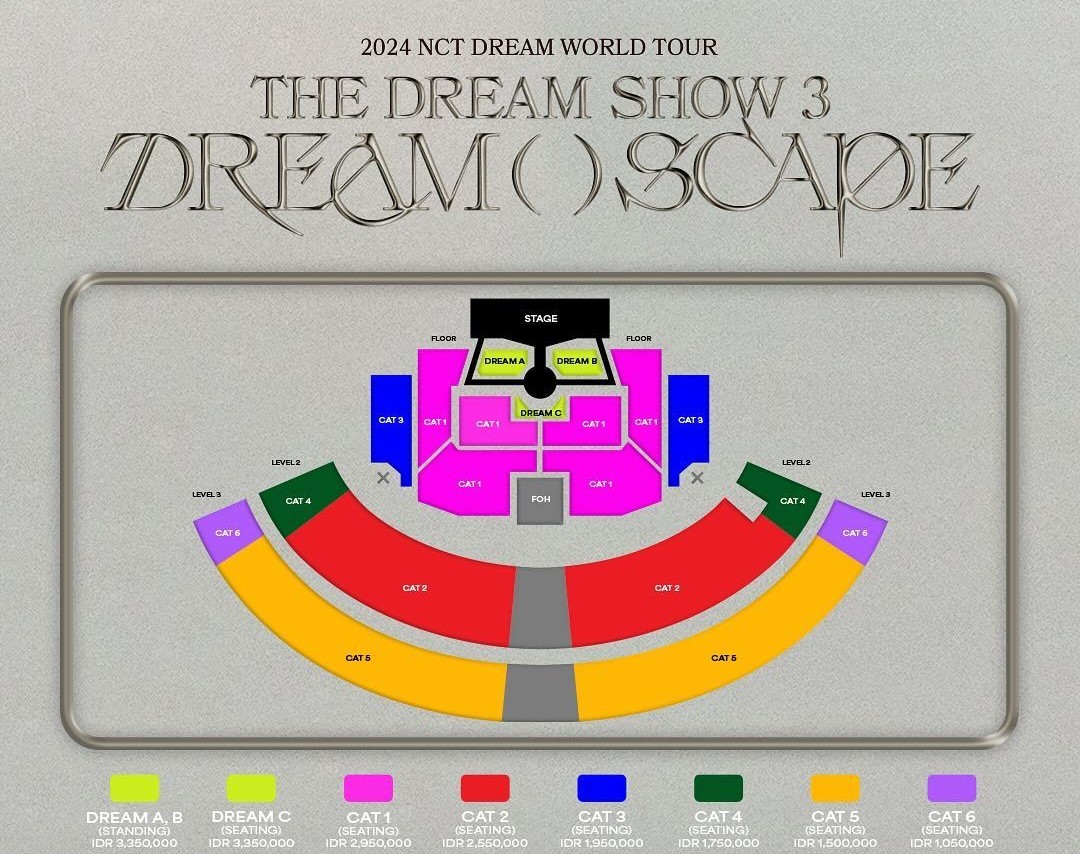 2024 NCT DREAM WORLD TOUR
THE DREAM SHOW 3
DREAM ( ) SCAPE
STAGE
FLOOR
FLOOR
DREAM A
DREAM B
DREAM C
CAT 3
CAT 1
CAT 1
CAT 1
CAT 1
CAT 3
CAT 1
CAT 1
FOH
LEVEL 2
LEVEL 2
LEVEL 3
LEVEL 3
CAT 4
CAT 4
CAT 6
CAT 6
CAT 2
CAT 2
CAT 5
CAT 5
DREAM A, B
(STANDING)
IDR 3,350,000
DREAM C
(SEATING)
IDR 3,350,000
CAT 1
(SEATING)
IDR 2,950,000
CAT 2
(SEATING)
IDR 2,550,000
CAT 3
(SEATING)
IDR 1,950,000
CAT 4
(SEATING)
IDR 1,750,000
CAT 5
(SEATING)
IDR 1,500,000
CAT 6
(SEATING)
IDR 1,050,000